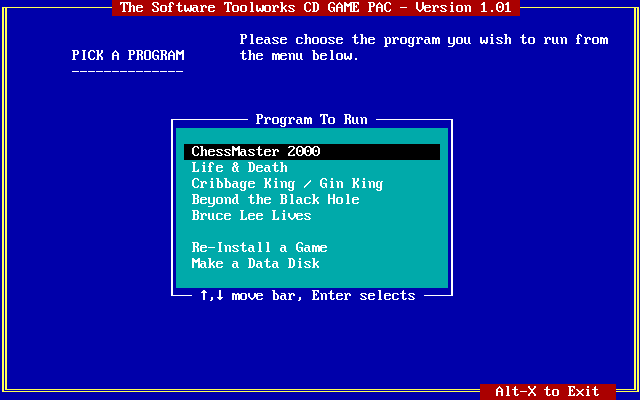 The Software Toolworks CD GAME PAC - Version 1.01
Please choose the program you wish to run from
PICK A PROGRAM the menu below.
--------------
Program To Run
ChessMaster 2000
Life & Death
Cribbage King / Gin King
Beyond the Black Hole
Bruce Lee Lives
Re-Install a Game
Make a Data Disk
↑,↓ move bar, Enter selects
Alt-X to Exit